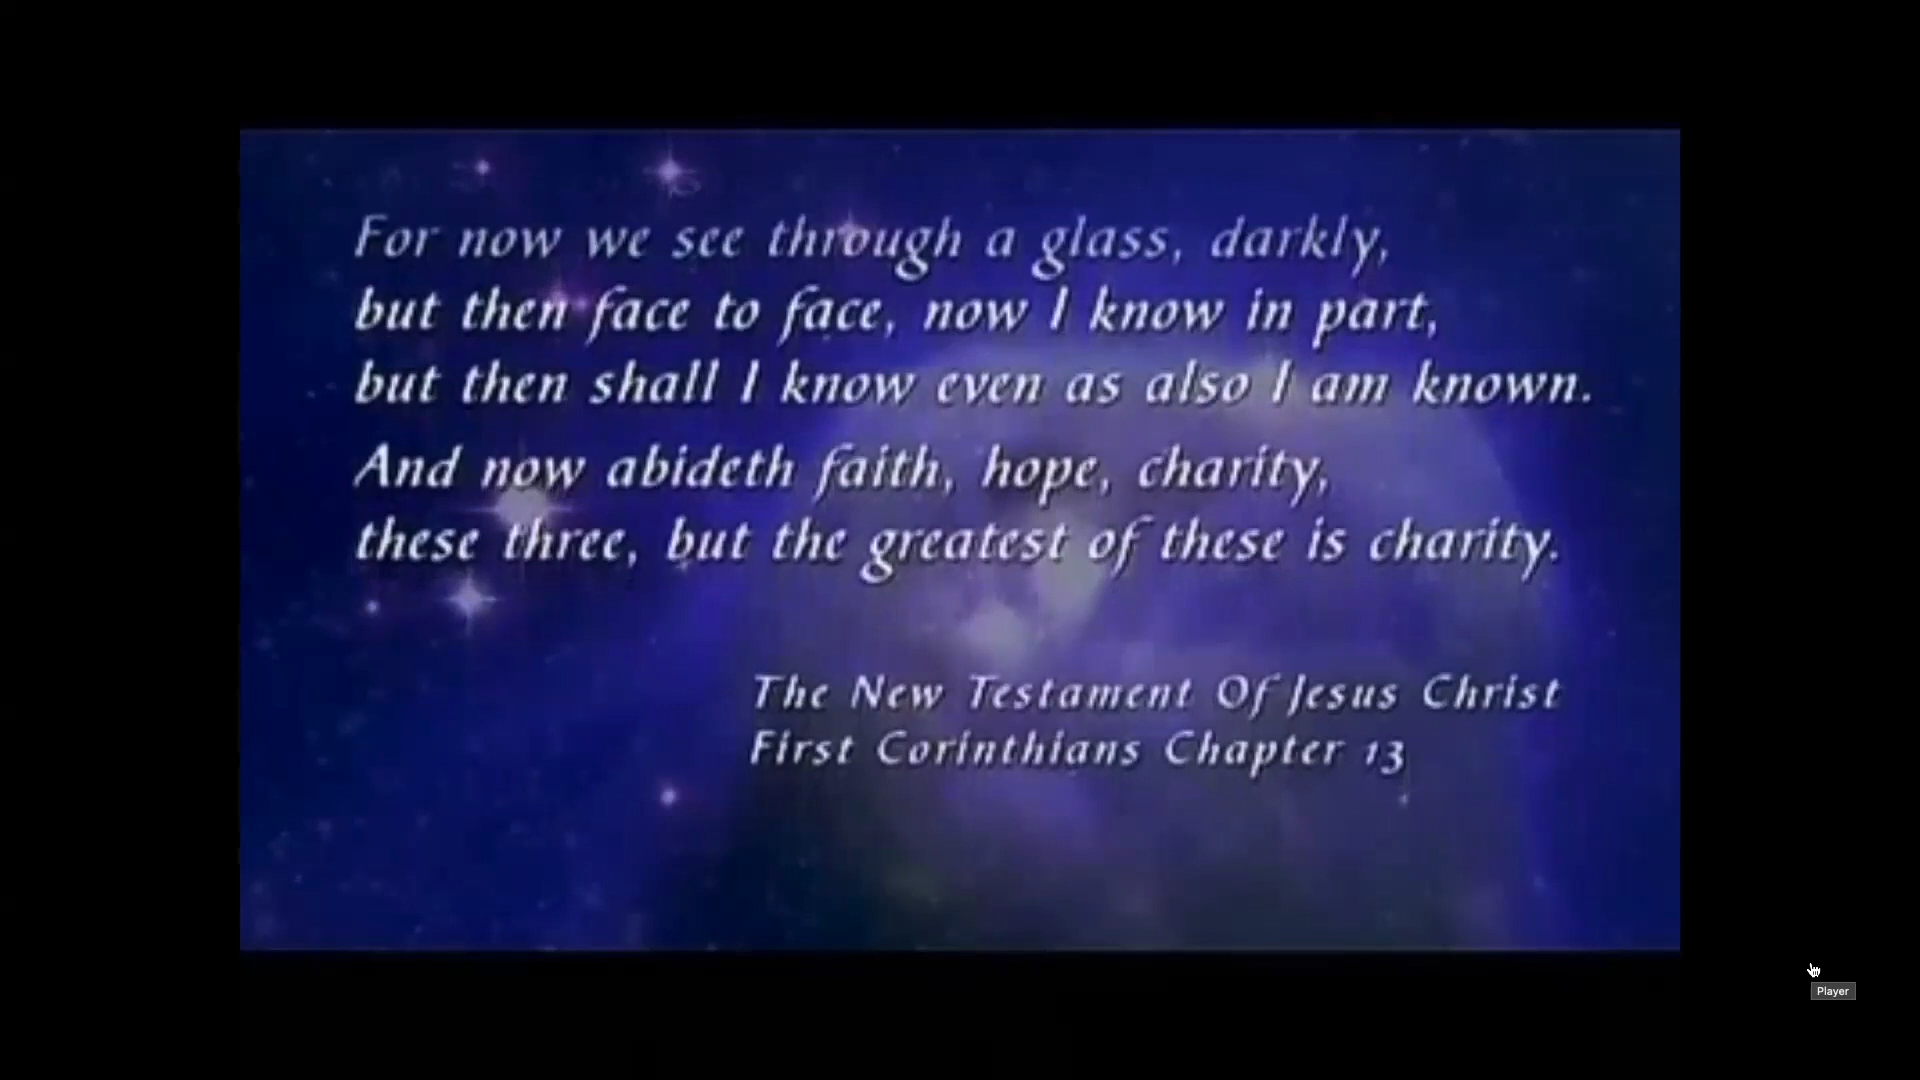 For now we see through a glass, darkly,
but then face to face, now I know in part,
but then shall I know even as also I am known.
And now abideth faith, hope, charity,
these three, but the greatest of these is charity.
The New Testament Of Jesus Christ
First Corinthians Chapter 13
Player